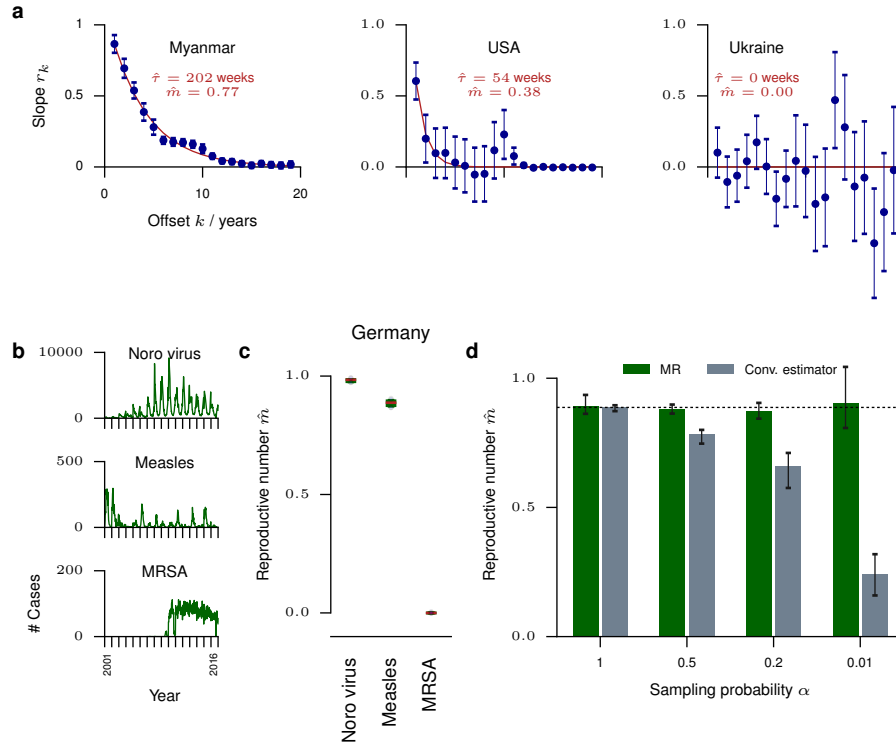 a
Myanmar
τ̂ = 202 weeks
m̂ = 0.77
1
0.5
0
Slope r_k
0
10
20
Offset k / years
USA
τ̂ = 54 weeks
m̂ = 0.38
1.0
0.0
Ukraine
τ̂ = 0 weeks
m̂ = 0.00
1.0
0.0
b
Noro virus
10000
0
Measles
500
0
MRSA
200
0
# Cases
2001
2016
Year
c
Germany
1.0
0.5
0.0
Reproductive number m̂
Noro virus
Measles
MRSA
d
MR
Conv. estimator
1.0
0.5
0.0
Reproductive number m̂
1
0.5
0.2
0.01
Sampling probability α